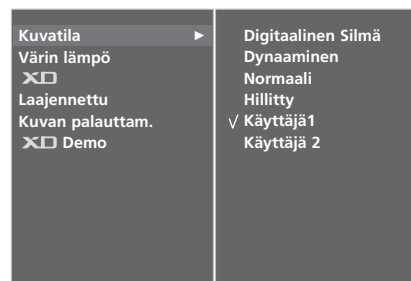 Kuvatila
Värin lämpö
XD
Laajennettu
Kuvan palauttam.
XD Demo
Digitaalinen Silmä
Dynaaminen
Normaali
Hillitty
√ Käyttäjä1
Käyttäjä 2